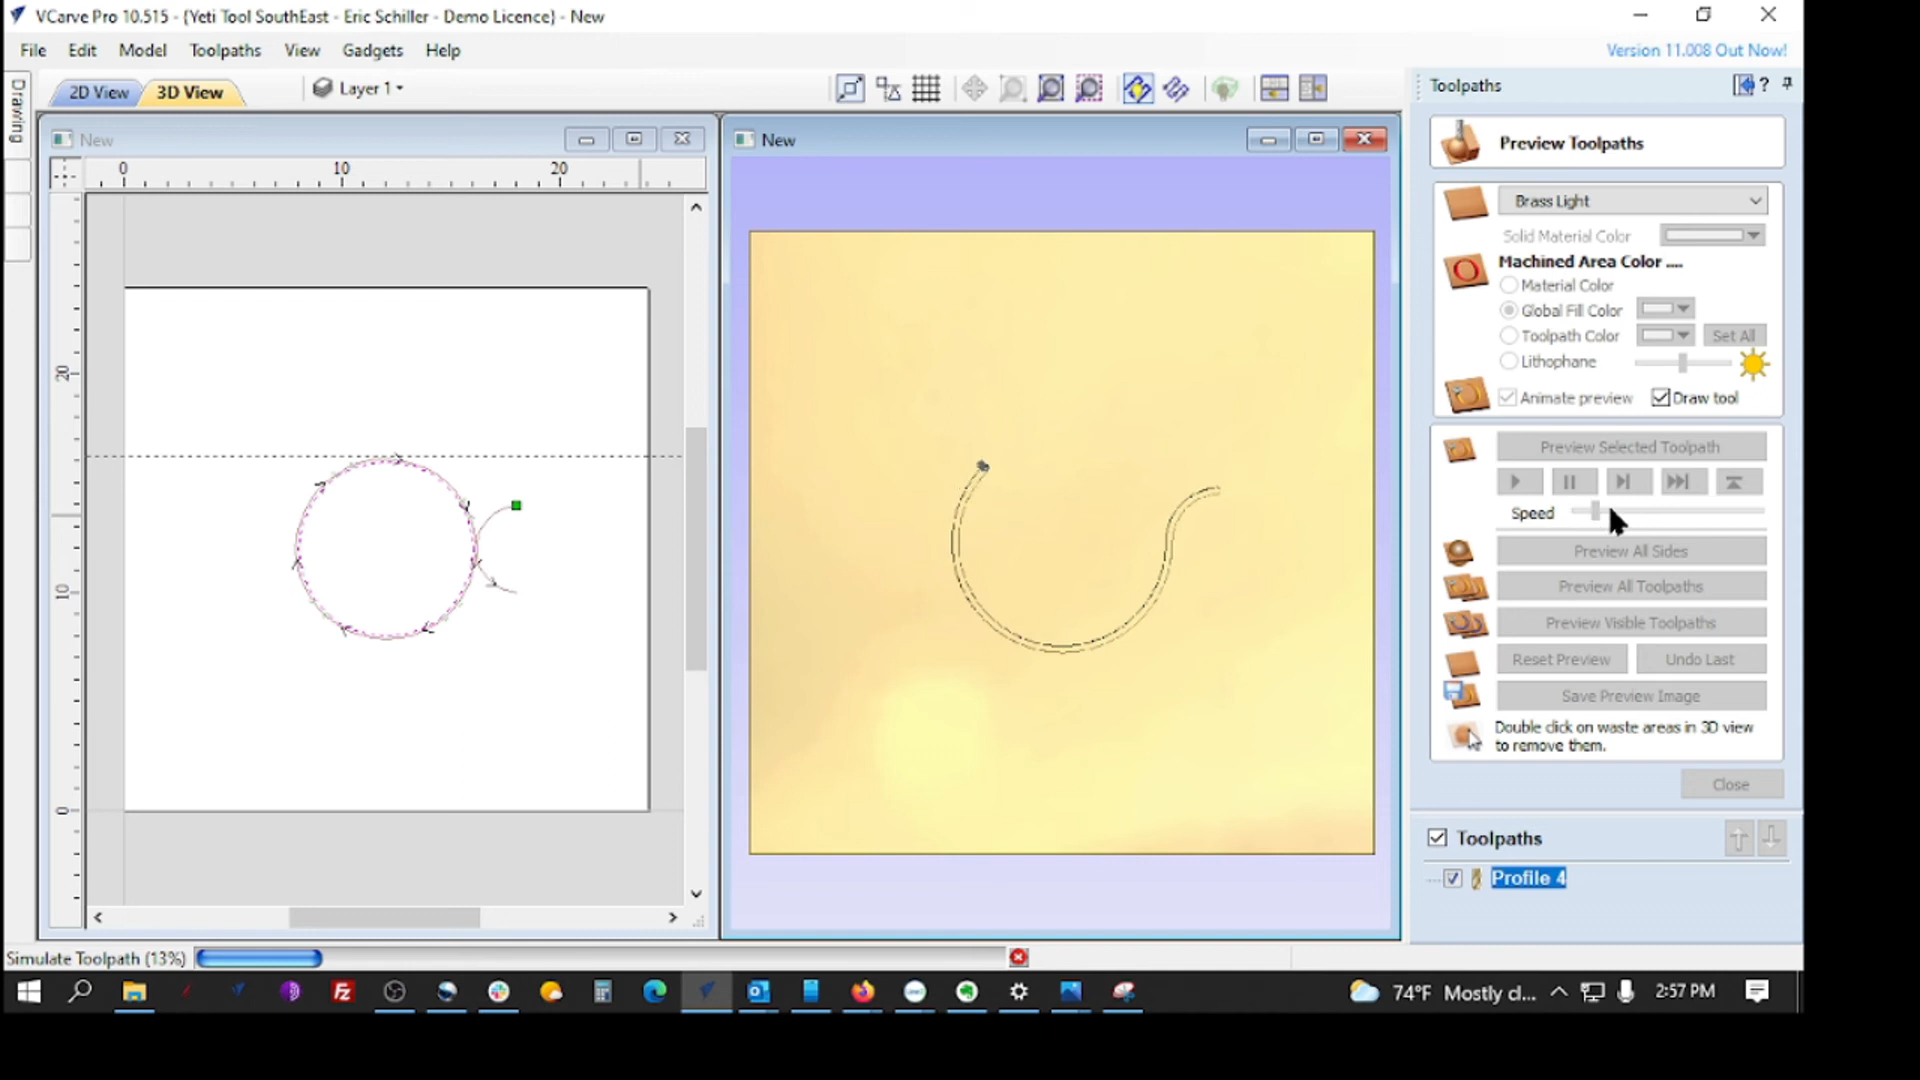 VCarve Pro 10.515 - {Yeti Tool SouthEast - Eric Schiller - Demo Licence} - New
File Edit Model Toolpaths View Gadgets Help
Version 11.008 Out Now!
Drawing
2D View 3D View Layer 1
Toolpaths
New
0 10 20
20
10
0
New
Preview Toolpaths
Brass Light
Solid Material Color
Machined Area Color ....
Material Color
Global Fill Color
Toolpath Color Set All
Lithophane
Animate preview Draw tool
Preview Selected Toolpath
Speed
Preview All Sides
Preview All Toolpaths
Preview Visible Toolpaths
Reset Preview Undo Last
Save Preview Image
Double click on waste areas in 3D view
to remove them.
Close
Toolpaths
Profile 4
Simulate Toolpath (13%)
74°F Mostly cl... 2:57 PM